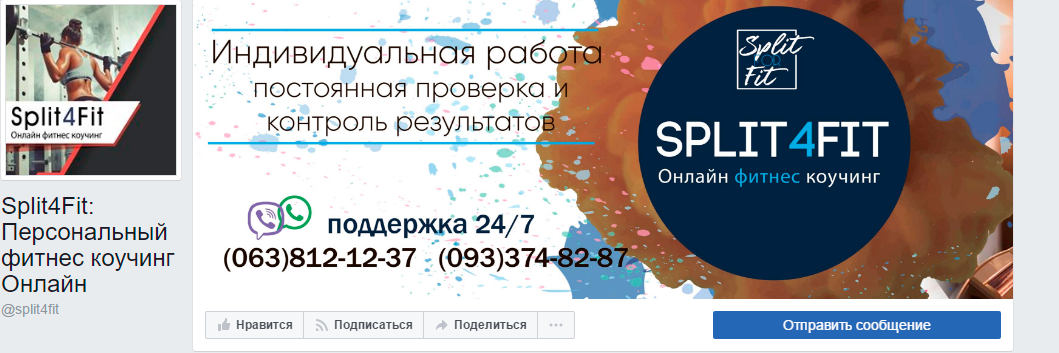 Split4Fit
Онлайн фитнес коучинг
Split4Fit:
Персональный
фитнес коучинг
Онлайн
@split4fit
Индивидуальная работа
постоянная проверка и
контроль результатов
поддержка 24/7
(063)812-12-37 (093)374-82-87
Split
Fit
SPLIT4FIT
Онлайн фитнес коучинг
Нравится
Подписаться
Поделиться
Отправить сообщение